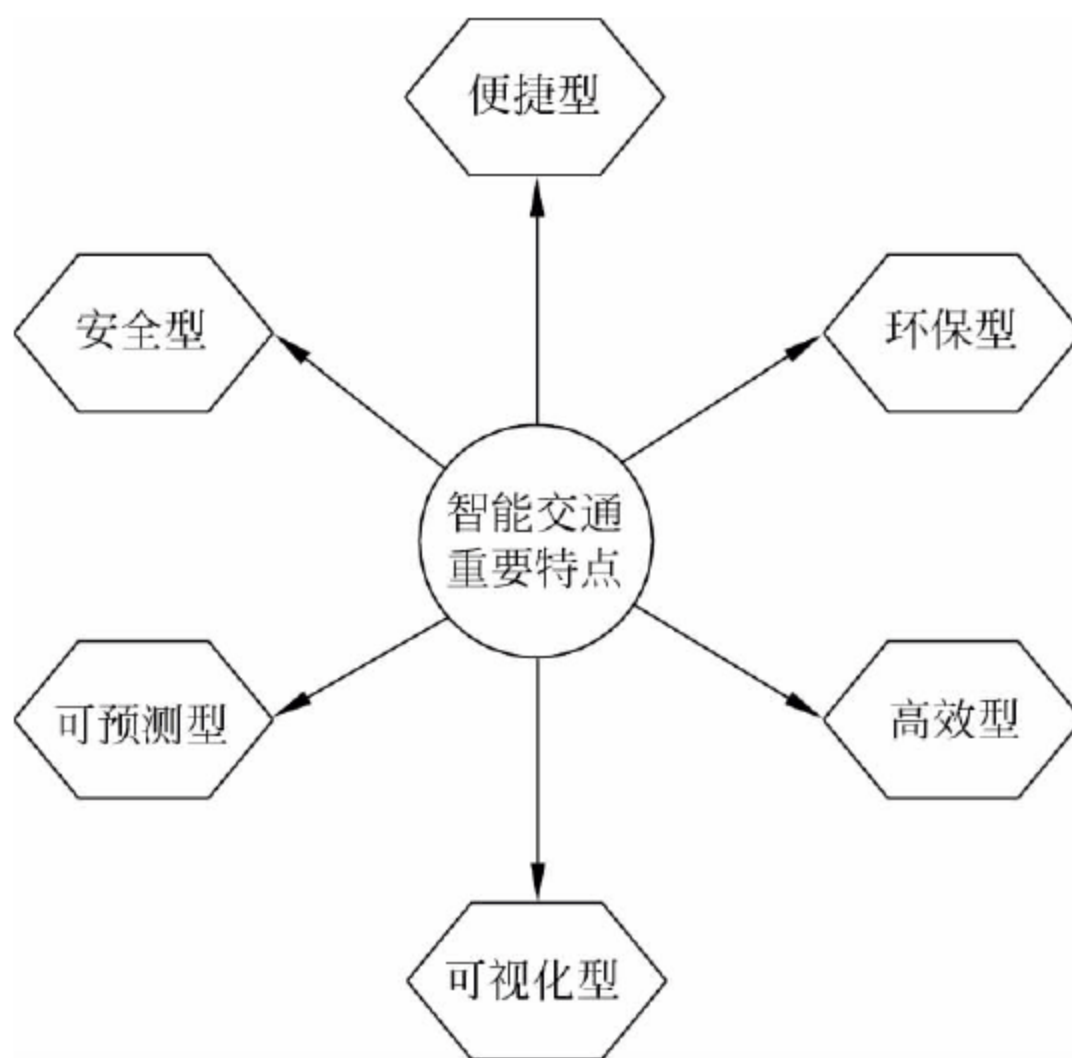 便捷型
安全型
环保型
智能交通
重要特点
可预测型
高效型
可视化型